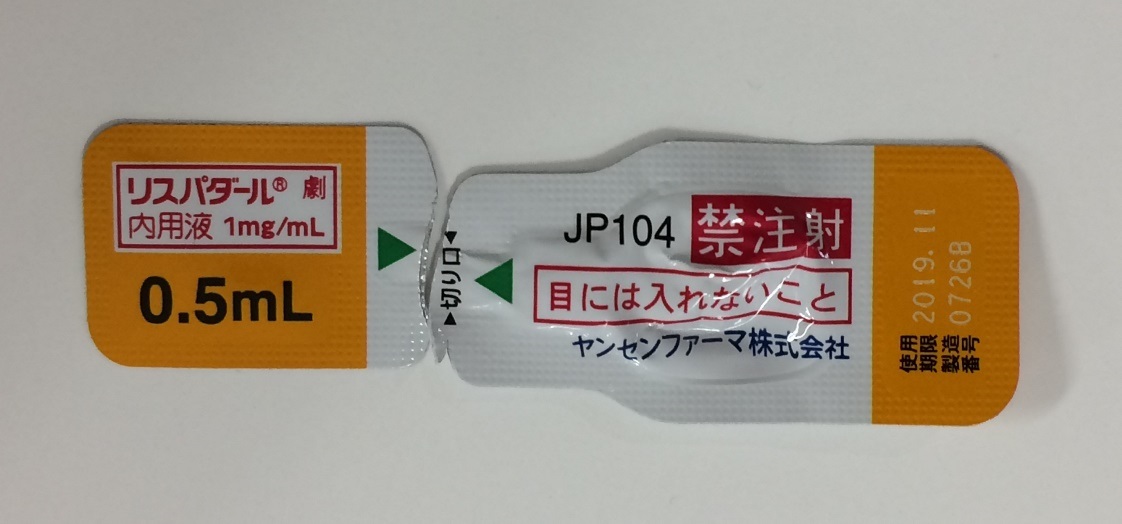 リスパダール® 劇
内用液 1mg/mL
0.5mL
▶切り口◀
JP104 禁注射
目には入れないこと
ヤンセンファーマ株式会社
使用期限 2019.11
製造番号 0726B